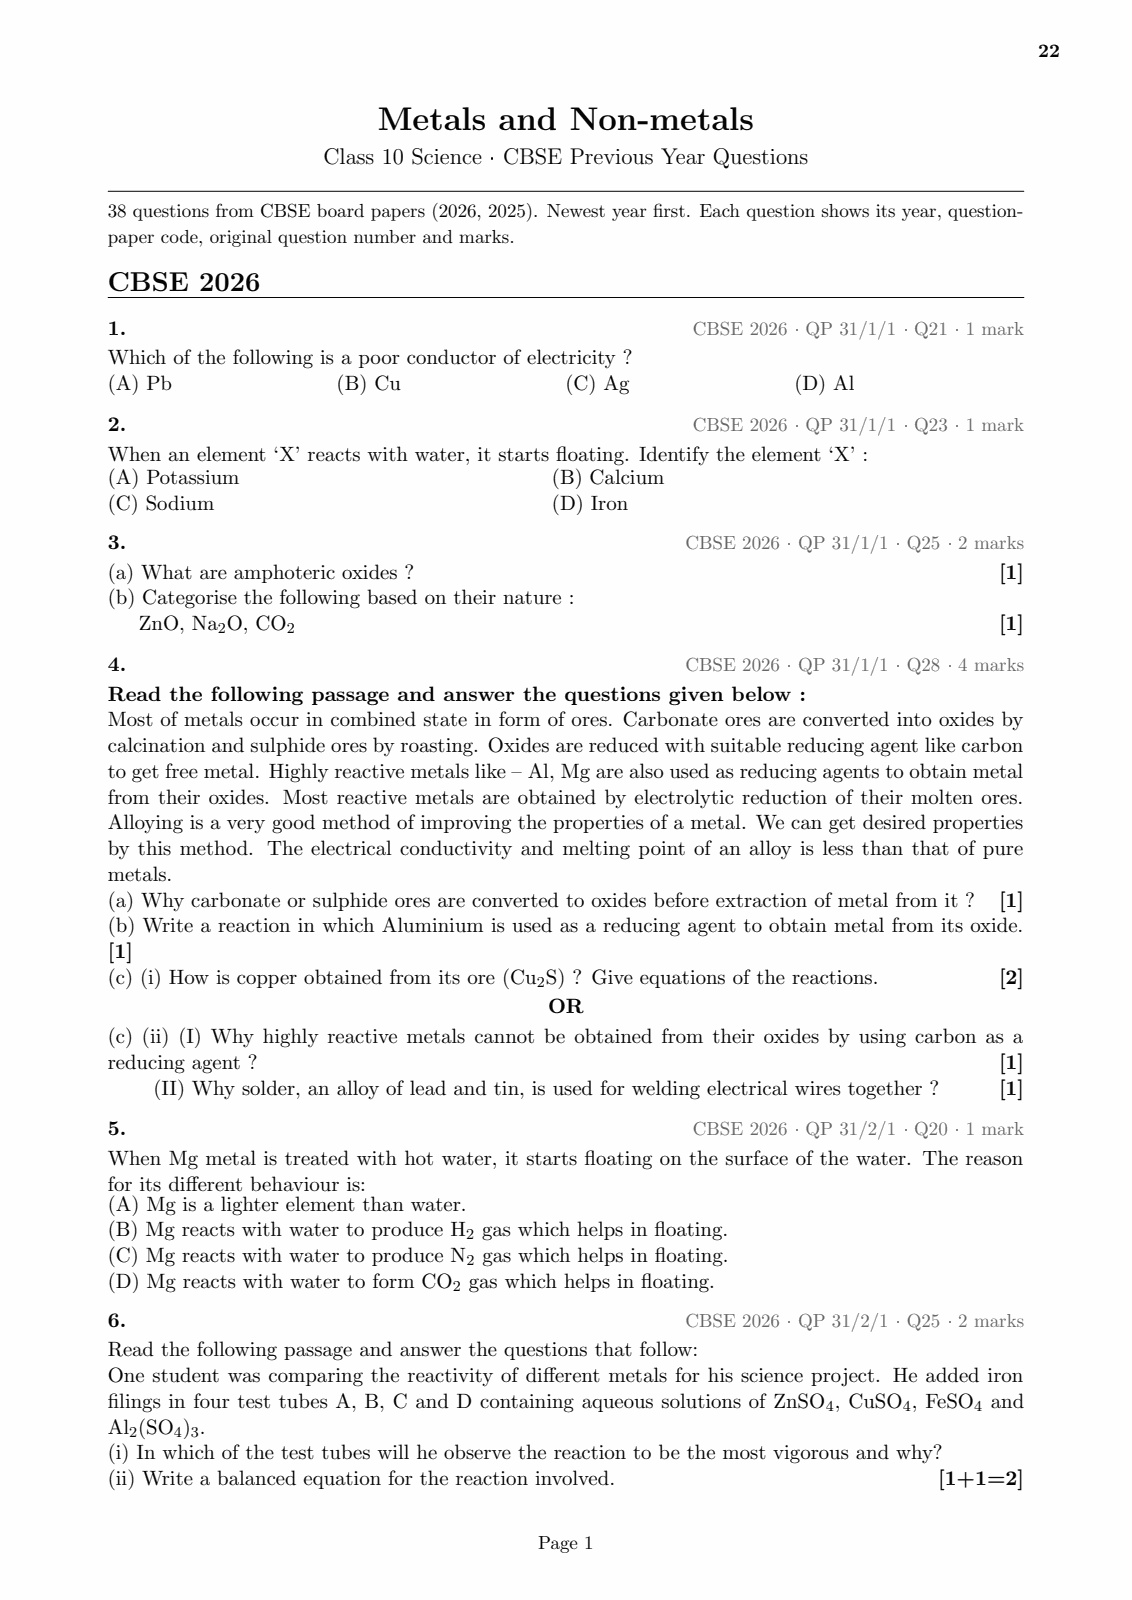 22
Metals and Non-metals
Class 10 Science · CBSE Previous Year Questions
38 questions from CBSE board papers (2026, 2025). Newest year first. Each question shows its year, question-
paper code, original question number and marks.
CBSE 2026
1. CBSE 2026 · QP 31/1/1 · Q21 · 1 mark
Which of the following is a poor conductor of electricity ?
(A) Pb (B) Cu (C) Ag (D) Al
2. CBSE 2026 · QP 31/1/1 · Q23 · 1 mark
When an element ‘X’ reacts with water, it starts floating. Identify the element ‘X’ :
(A) Potassium (B) Calcium
(C) Sodium (D) Iron
3. CBSE 2026 · QP 31/1/1 · Q25 · 2 marks
(a) What are amphoteric oxides ? [1]
(b) Categorise the following based on their nature :
ZnO, Na₂O, CO₂ [1]
4. CBSE 2026 · QP 31/1/1 · Q28 · 4 marks
Read the following passage and answer the questions given below :
Most of metals occur in combined state in form of ores. Carbonate ores are converted into oxides by
calcination and sulphide ores by roasting. Oxides are reduced with suitable reducing agent like carbon
to get free metal. Highly reactive metals like – Al, Mg are also used as reducing agents to obtain metal
from their oxides. Most reactive metals are obtained by electrolytic reduction of their molten ores.
Alloying is a very good method of improving the properties of a metal. We can get desired properties
by this method. The electrical conductivity and melting point of an alloy is less than that of pure
metals.
(a) Why carbonate or sulphide ores are converted to oxides before extraction of metal from it ? [1]
(b) Write a reaction in which Aluminium is used as a reducing agent to obtain metal from its oxide.
[1]
(c) (i) How is copper obtained from its ore (Cu₂S) ? Give equations of the reactions. [2]
OR
(c) (ii) (I) Why highly reactive metals cannot be obtained from their oxides by using carbon as a
reducing agent ? [1]
(II) Why solder, an alloy of lead and tin, is used for welding electrical wires together ? [1]
5. CBSE 2026 · QP 31/2/1 · Q20 · 1 mark
When Mg metal is treated with hot water, it starts floating on the surface of the water. The reason
for its different behaviour is:
(A) Mg is a lighter element than water.
(B) Mg reacts with water to produce H₂ gas which helps in floating.
(C) Mg reacts with water to produce N₂ gas which helps in floating.
(D) Mg reacts with water to form CO₂ gas which helps in floating.
6. CBSE 2026 · QP 31/2/1 · Q25 · 2 marks
Read the following passage and answer the questions that follow:
One student was comparing the reactivity of different metals for his science project. He added iron
filings in four test tubes A, B, C and D containing aqueous solutions of ZnSO₄, CuSO₄, FeSO₄ and
Al₂(SO₄)₃.
(i) In which of the test tubes will he observe the reaction to be the most vigorous and why?
(ii) Write a balanced equation for the reaction involved. [1+1=2]
Page 1